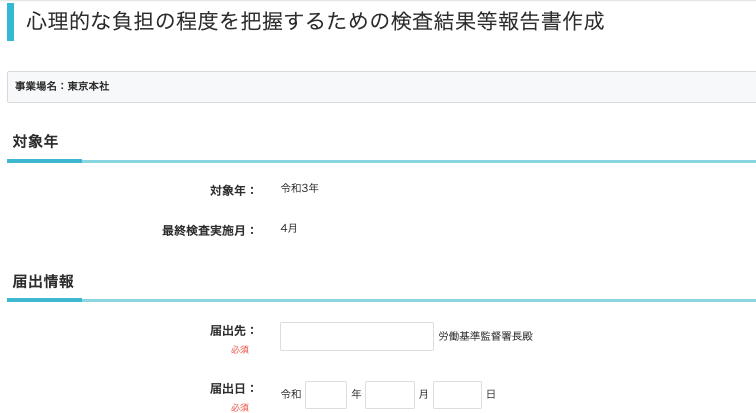 心理的な負担の程度を把握するための検査結果等報告書作成
事業場名：東京本社
対象年
対象年： 令和3年
最終検査実施月： 4月
届出情報
届出先： 労働基準監督署長殿
必須
届出日： 令和 年 月 日
必須